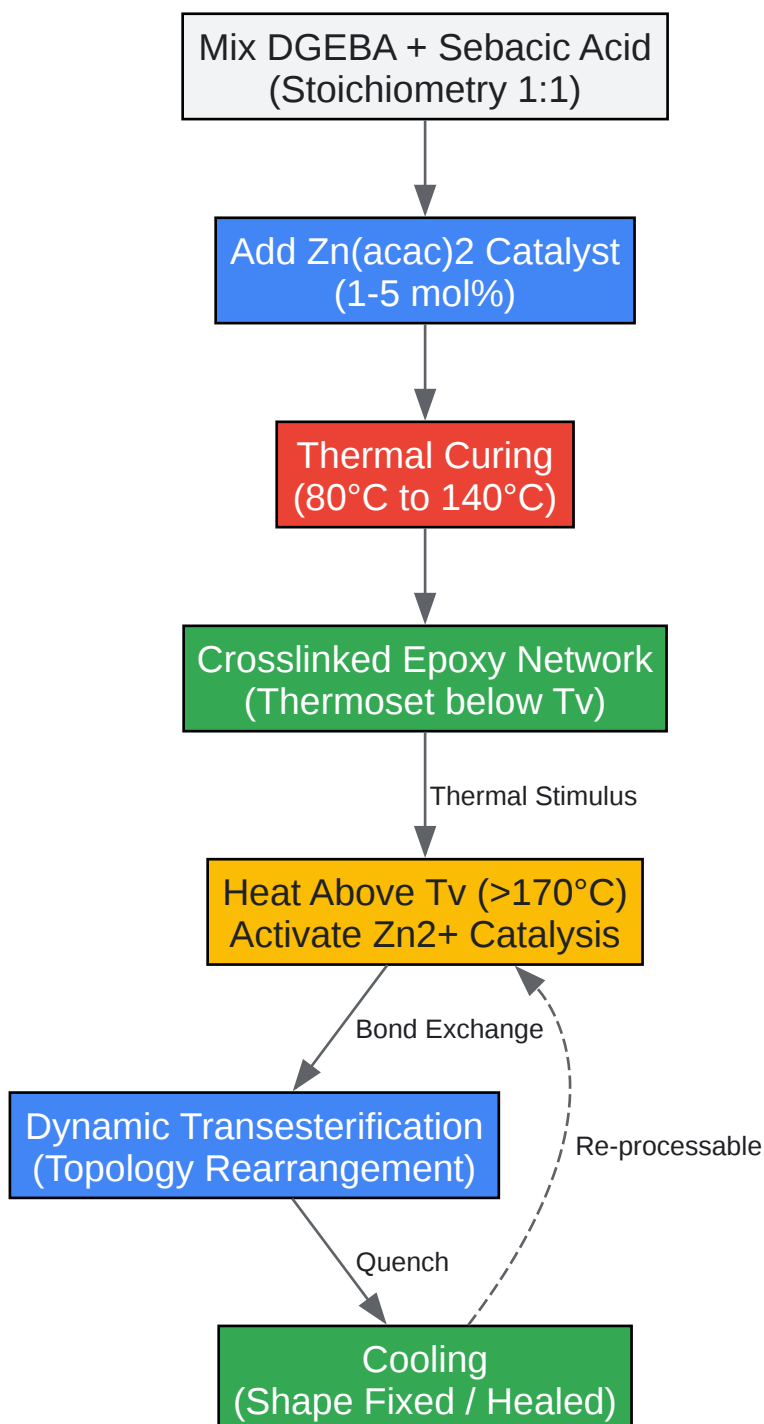 Mix DGEBA + Sebacic Acid
(Stoichiometry 1:1)
Add Zn(acac)2 Catalyst
(1-5 mol%)
Thermal Curing
(80°C to 140°C)
Crosslinked Epoxy Network
(Thermoset below Tv)
Thermal Stimulus
Heat Above Tv (>170°C)
Activate Zn2+ Catalysis
Bond Exchange
Dynamic Transesterification
(Topology Rearrangement)
Re-processable
Quench
Cooling
(Shape Fixed / Healed)